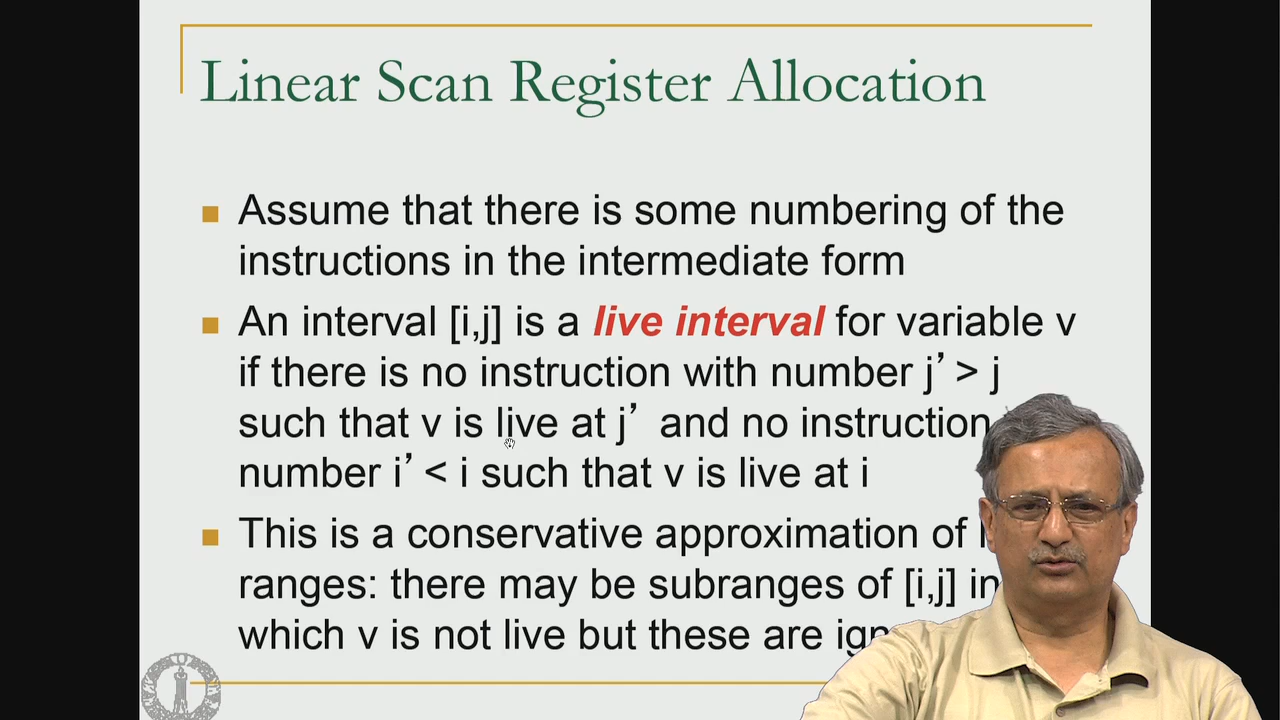 Linear Scan Register Allocation
Assume that there is some numbering of the
instructions in the intermediate form
An interval [i,j] is a live interval for variable v
if there is no instruction with number j’ > j
such that v is live at j’ and no instruction
number i’ < i such that v is live at i
This is a conservative approximation of
ranges: there may be subranges of [i,j] in
which v is not live but these are